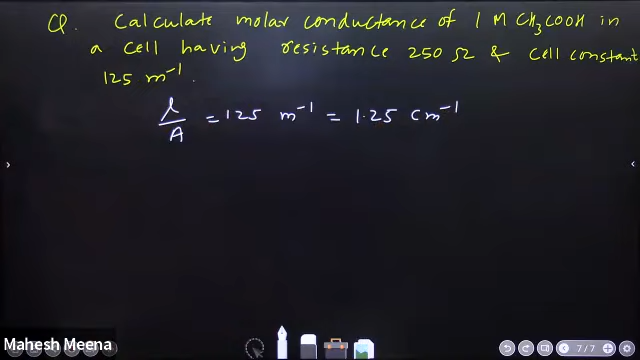 Q. Calculate molar conductance of 1 M CH3COOH in
a cell having resistance 250 Ω & cell constant
125 m⁻¹.
l/A = 125 m⁻¹ = 1.25 cm⁻¹
Mahesh Meena
7/7